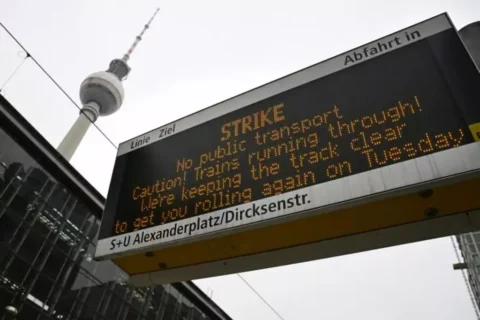 Linie Ziel Abfahrt in
STRIKE
No public transport
Caution! Trains running through!
We're keeping the track clear
to get you rolling again on Tuesday
S+U Alexanderplatz/Dircksenstr.